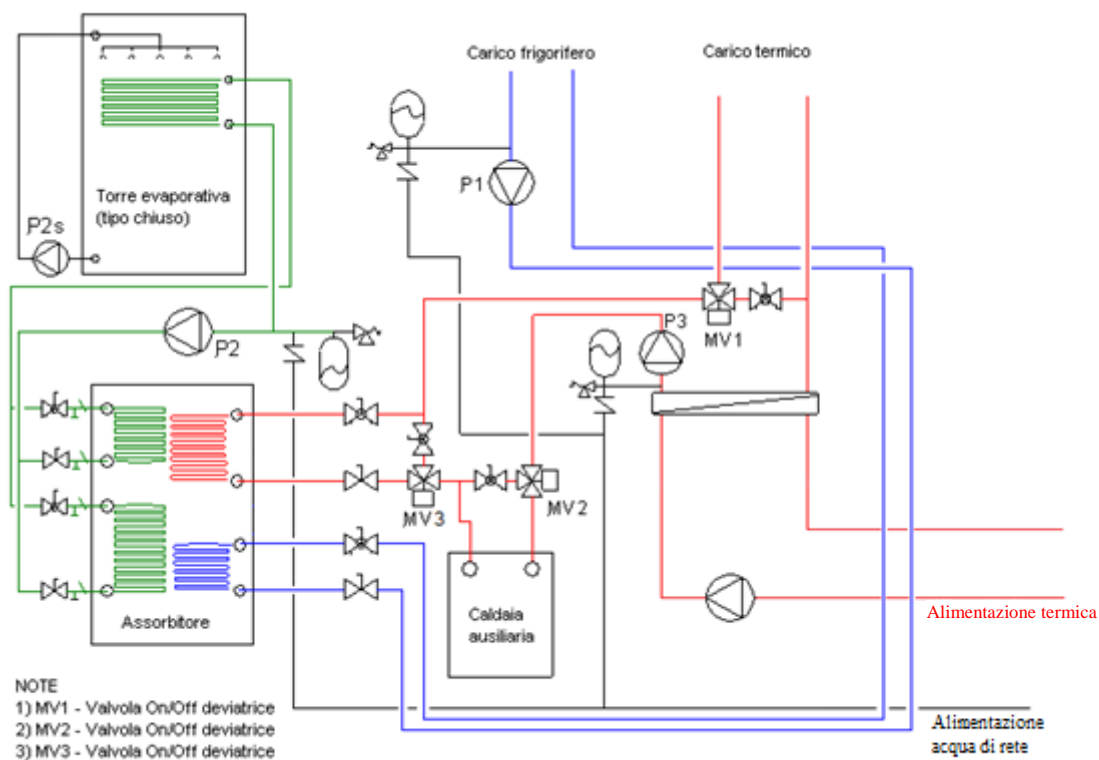 Carico frigorifero
Carico termico
Torre evaporativa
(tipo chiuso)
P2s
P1
P2
P3
MV1
MV2
MV3
Assorbitore
Caldaia
ausiliaria
Alimentazione termica
NOTE
1) MV1 - Valvola On/Off deviatrice
2) MV2 - Valvola On/Off deviatrice
3) MV3 - Valvola On/Off deviatrice
Alimentazione
acqua di rete